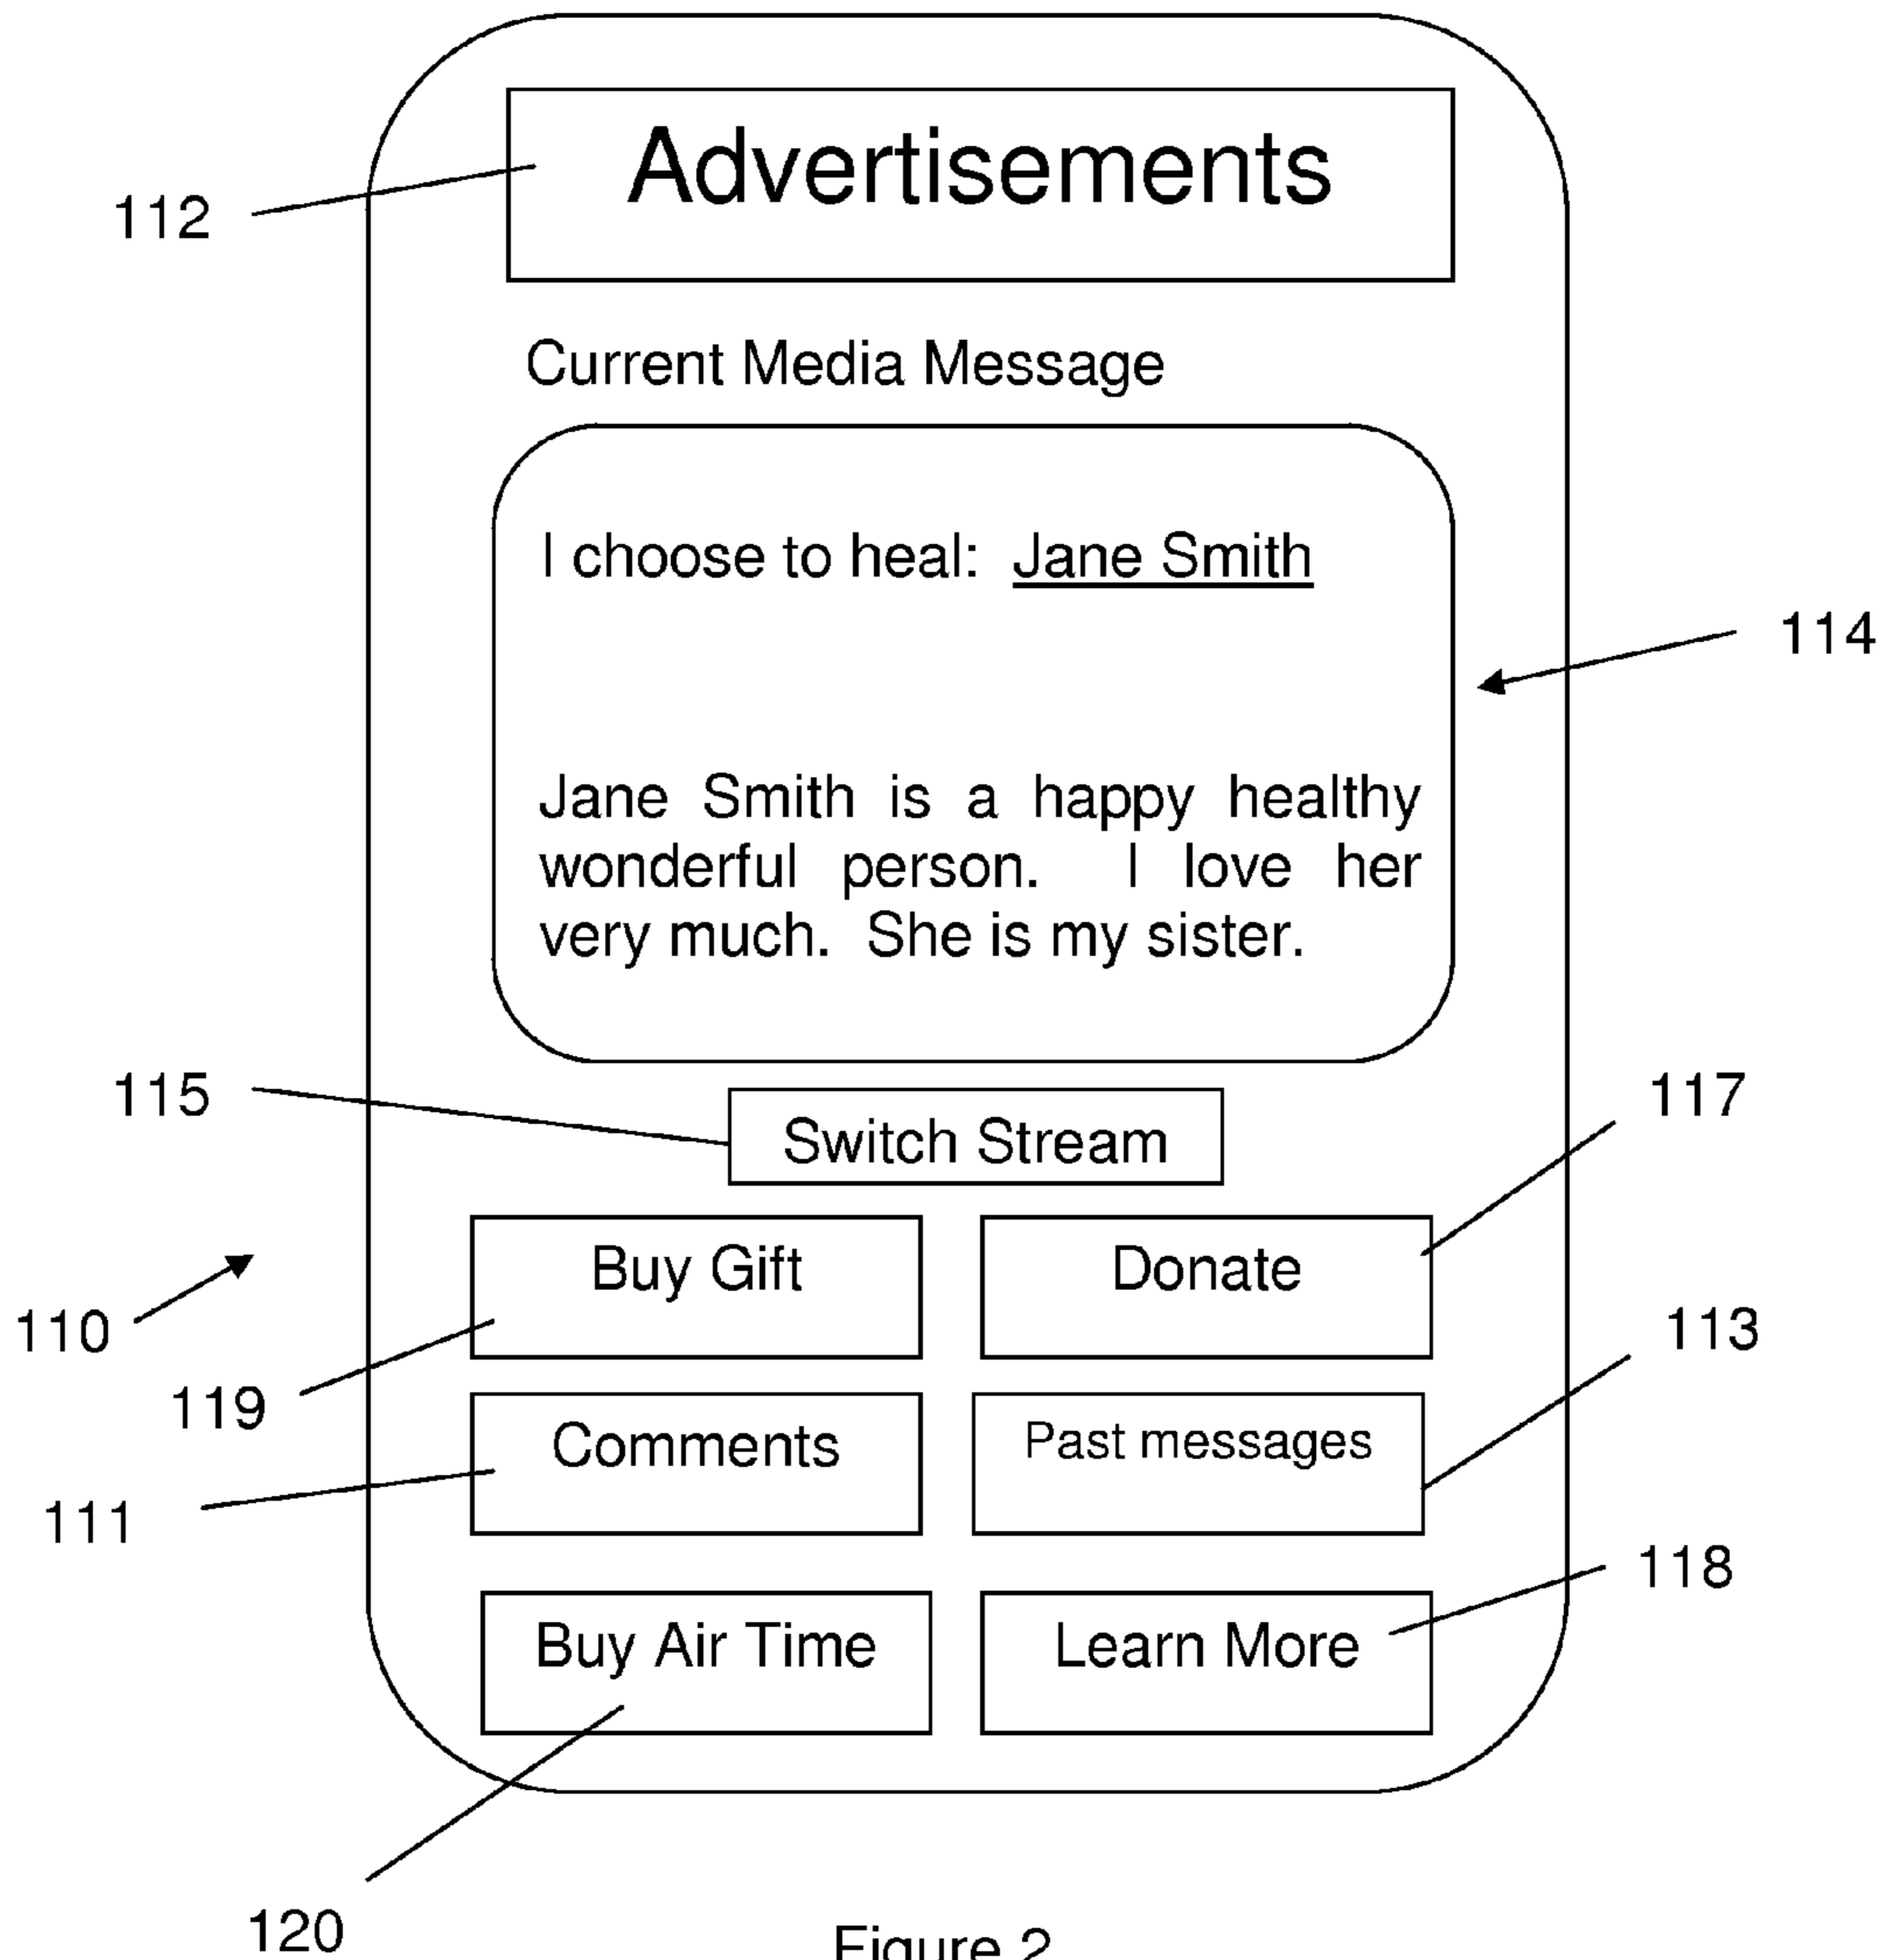 Advertisements
112
Current Media Message
I choose to heal: Jane Smith
114
Jane Smith is a happy healthy
wonderful person. I love her
very much. She is my sister.
115
117
Switch Stream
Buy Gift
Donate
110
113
119
Comments
Past messages
111
118
Buy Air Time
Learn More
120
Figure 2